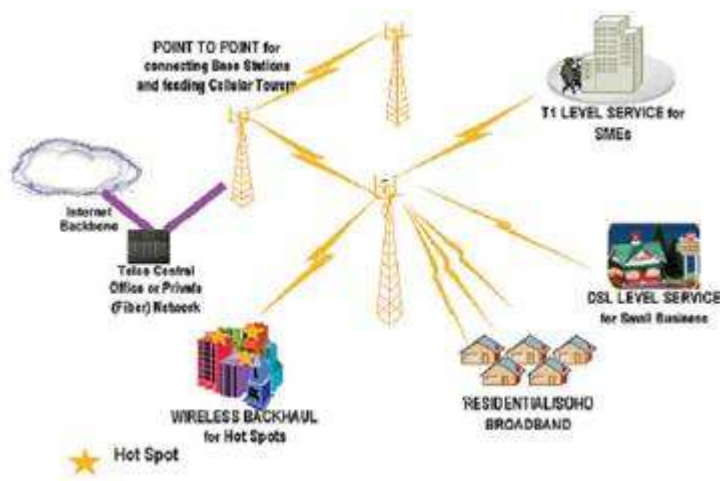 POINT TO POINT for
connecting Base Stations
and feeding Cellular Towers
T1 LEVEL SERVICE for
SMEs
Internet
Backbone
Telco Central
Office or Private
(Fiber) Network
DSL LEVEL SERVICE
for Small Business
WIRELESS BACKHAUL
for Hot Spots
RESIDENTIAL/SOHO
BROADBAND
Hot Spot